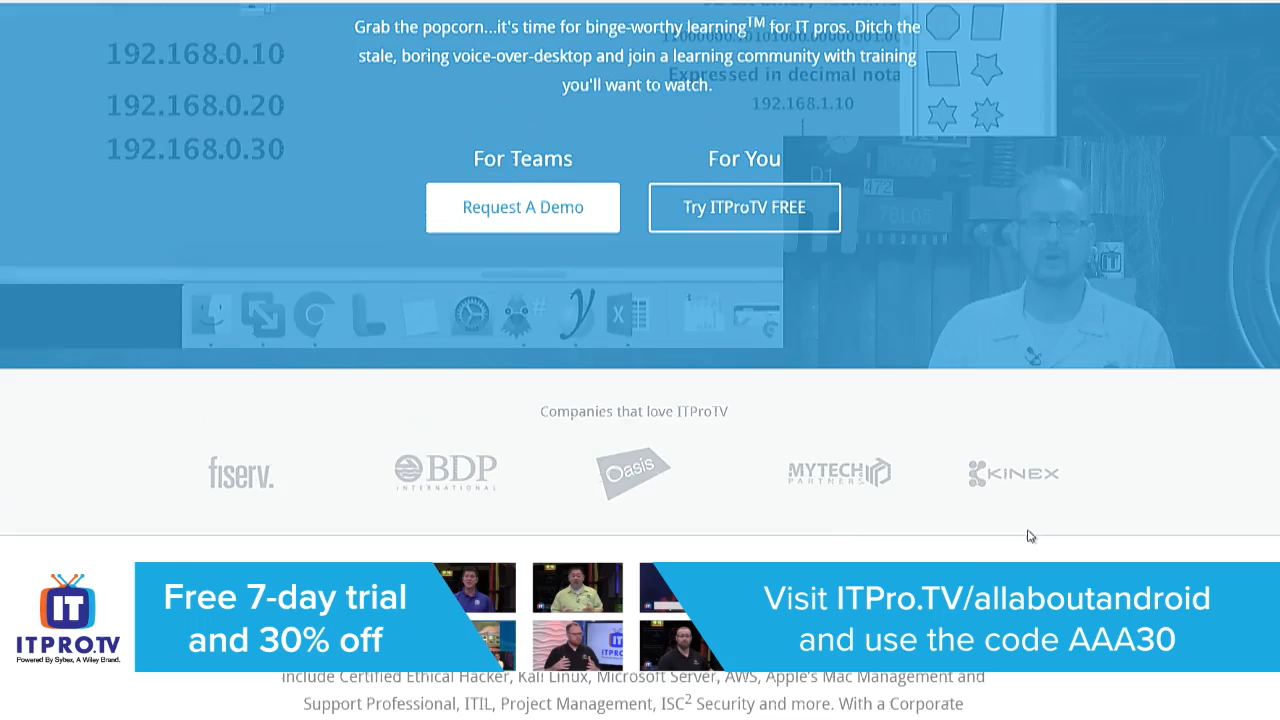 Grab the popcorn...it's time for binge-worthy learning™ for IT pros. Ditch the
stale, boring voice-over-desktop and join a learning community with training
you'll want to watch.
192.168.0.10
192.168.0.20
192.168.0.30
Expressed in decimal nota
192.168.1.10
For Teams
For You
Request A Demo
Try ITProTV FREE
D1
472
78L05
Companies that love ITProTV
fiserv.
BDP
INTERNATIONAL
Oasis
MYTECH
PARTNERS
KINEX
IT
ITPRO.TV
Powered By Sybex, A Wiley Brand.
Free 7-day trial
and 30% off
Visit ITPro.TV/allaboutandroid
and use the code AAA30
include Certified Ethical Hacker, Kali Linux, Microsoft Server, AWS, Apple's Mac Management and
Support Professional, ITIL, Project Management, ISC² Security and more. With a Corporate